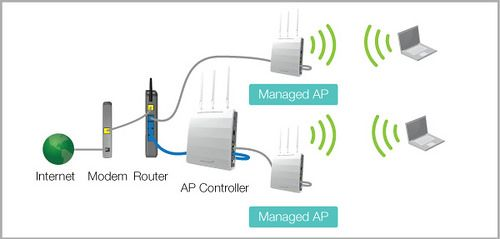 Managed AP
Internet
Modem
Router
AP Controller
Managed AP